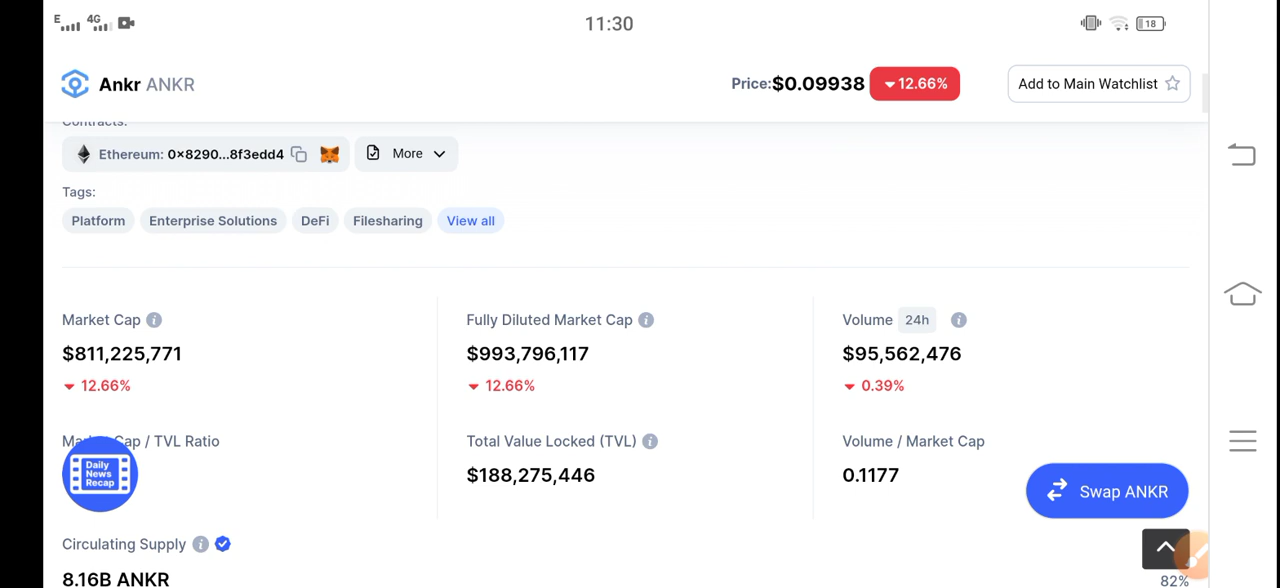 E 4G 11:30 18
Ankr ANKR Price:$0.09938 12.66% Add to Main Watchlist
Contracts:
Ethereum: 0×8290...8f3edd4 More
Tags:
Platform Enterprise Solutions DeFi Filesharing View all
Market Cap Fully Diluted Market Cap Volume 24h
$811,225,771 $993,796,117 $95,562,476
12.66% 12.66% 0.39%
Cap / TVL Ratio Total Value Locked (TVL) Volume / Market Cap
Daily
News
Recap
$188,275,446 0.1177
Swap ANKR
Circulating Supply
8.16B ANKR 82%